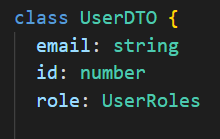 class UserDTO {
email: string
id: number
role: UserRoles